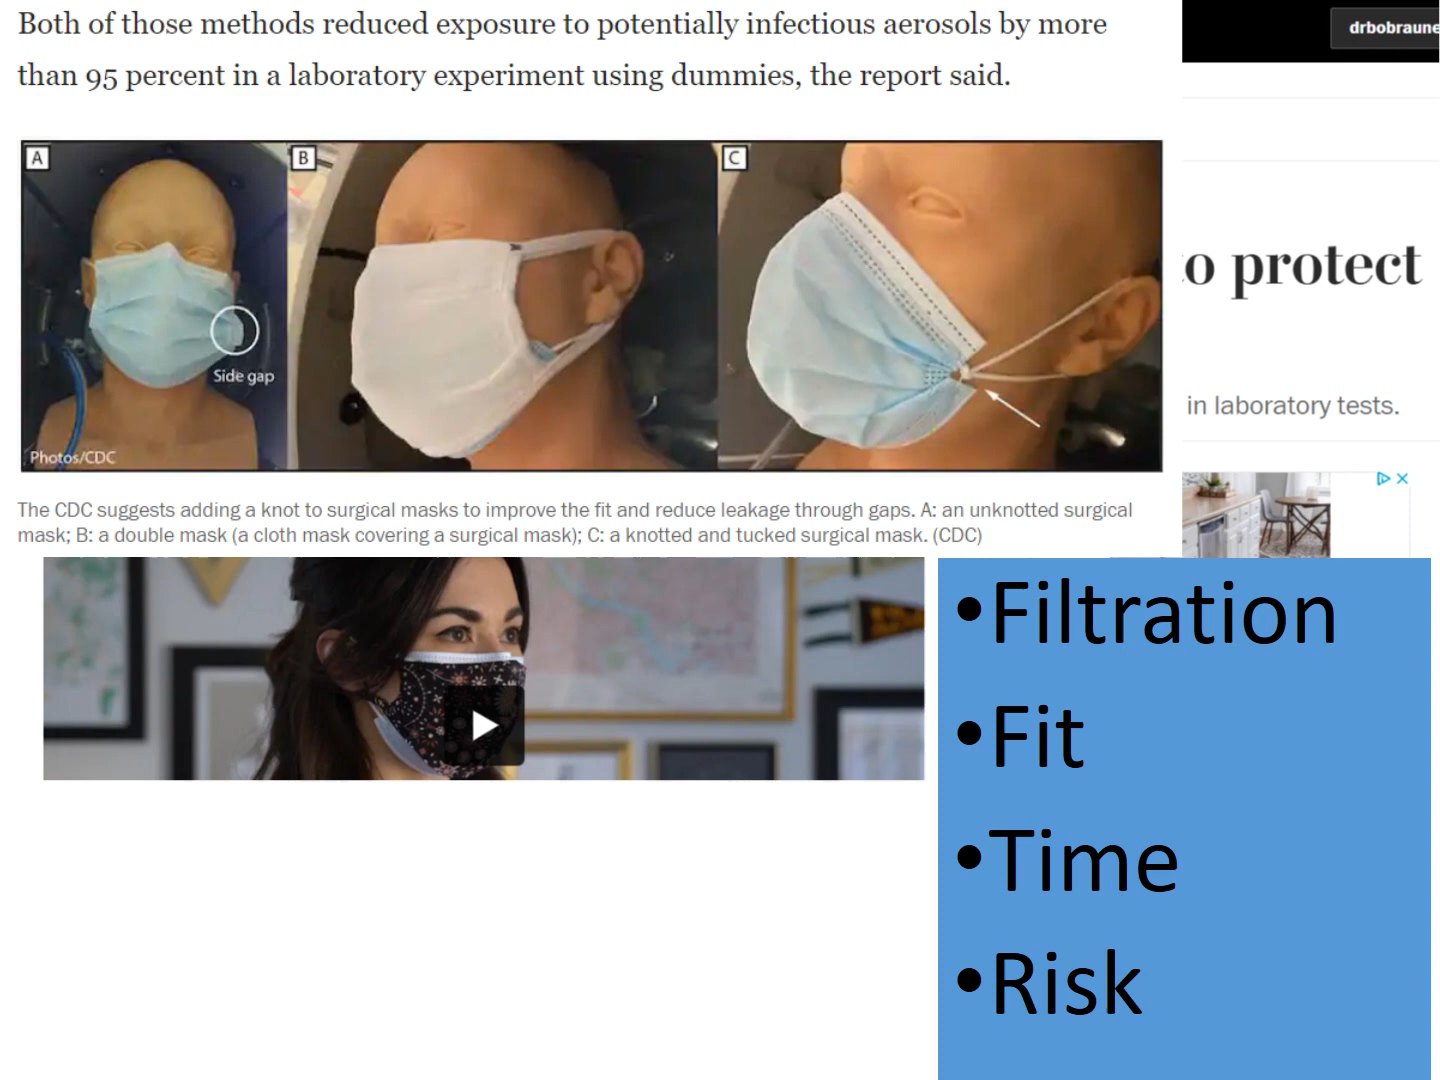 Both of those methods reduced exposure to potentially infectious aerosols by more
than 95 percent in a laboratory experiment using dummies, the report said.
drbobraune
A
B
C
Side gap
Photos/CDC
o protect
in laboratory tests.
The CDC suggests adding a knot to surgical masks to improve the fit and reduce leakage through gaps. A: an unknotted surgical
mask; B: a double mask (a cloth mask covering a surgical mask); C: a knotted and tucked surgical mask. (CDC)
•Filtration
•Fit
•Time
•Risk